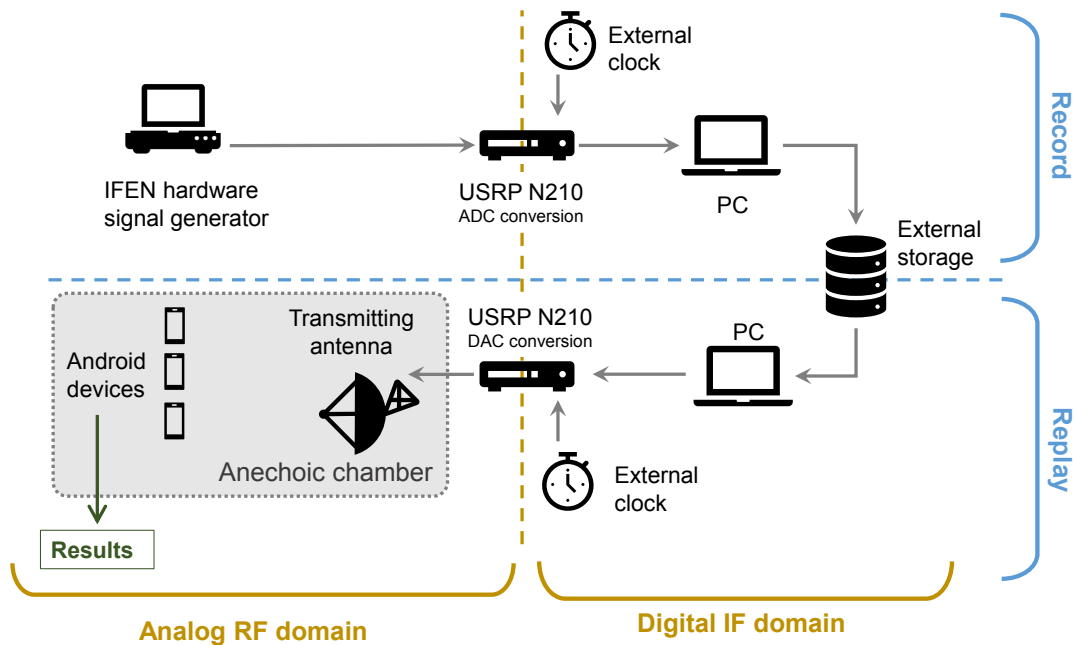 External
clock
Record
IFEN hardware
signal generator
USRP N210
ADC conversion
PC
External
storage
Transmitting
antenna
USRP N210
DAC conversion
PC
Android
devices
Anechoic chamber
External
clock
Replay
Results
Analog RF domain
Digital IF domain